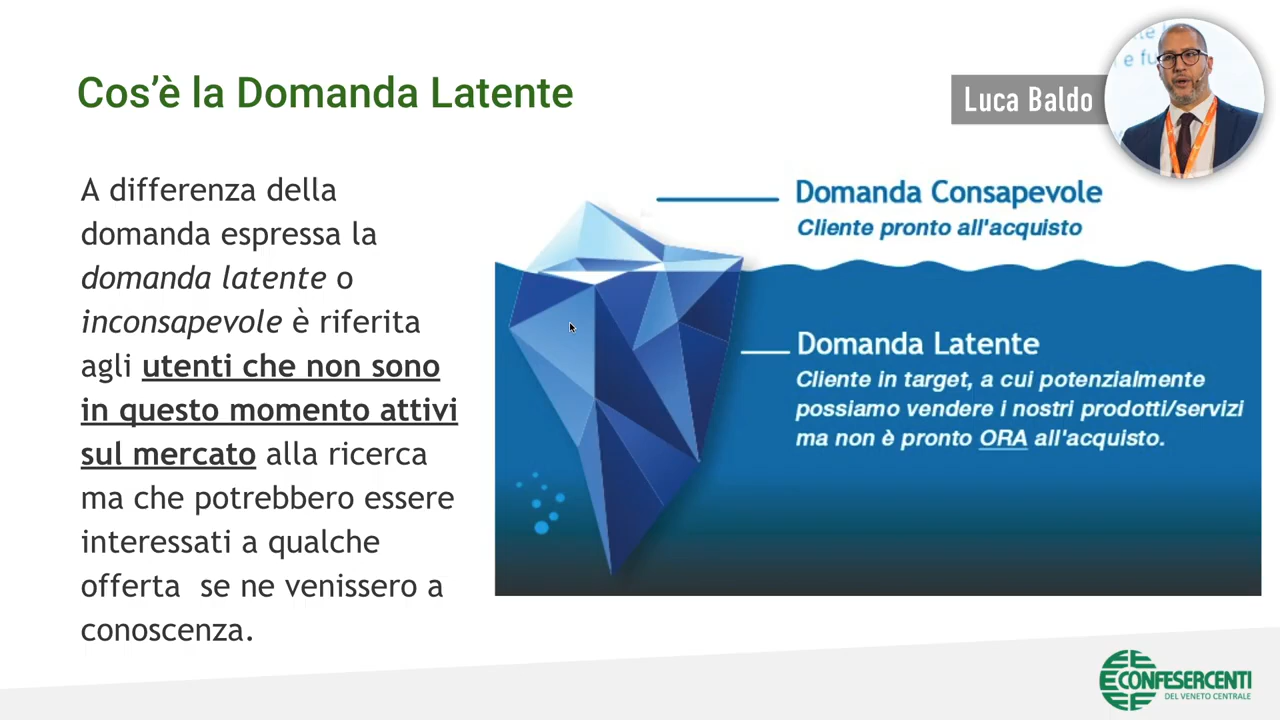 Cos’è la Domanda Latente
Luca Baldo
A differenza della
domanda espressa la
domanda latente o
inconsapevole è riferita
agli utenti che non sono
in questo momento attivi
sul mercato alla ricerca
ma che potrebbero essere
interessati a qualche
offerta se ne venissero a
conoscenza.
Domanda Consapevole
Cliente pronto all'acquisto
Domanda Latente
Cliente in target, a cui potenzialmente
possiamo vendere i nostri prodotti/servizi
ma non è pronto ORA all'acquisto.
CONFESERCENTI
DEL VENETO CENTRALE